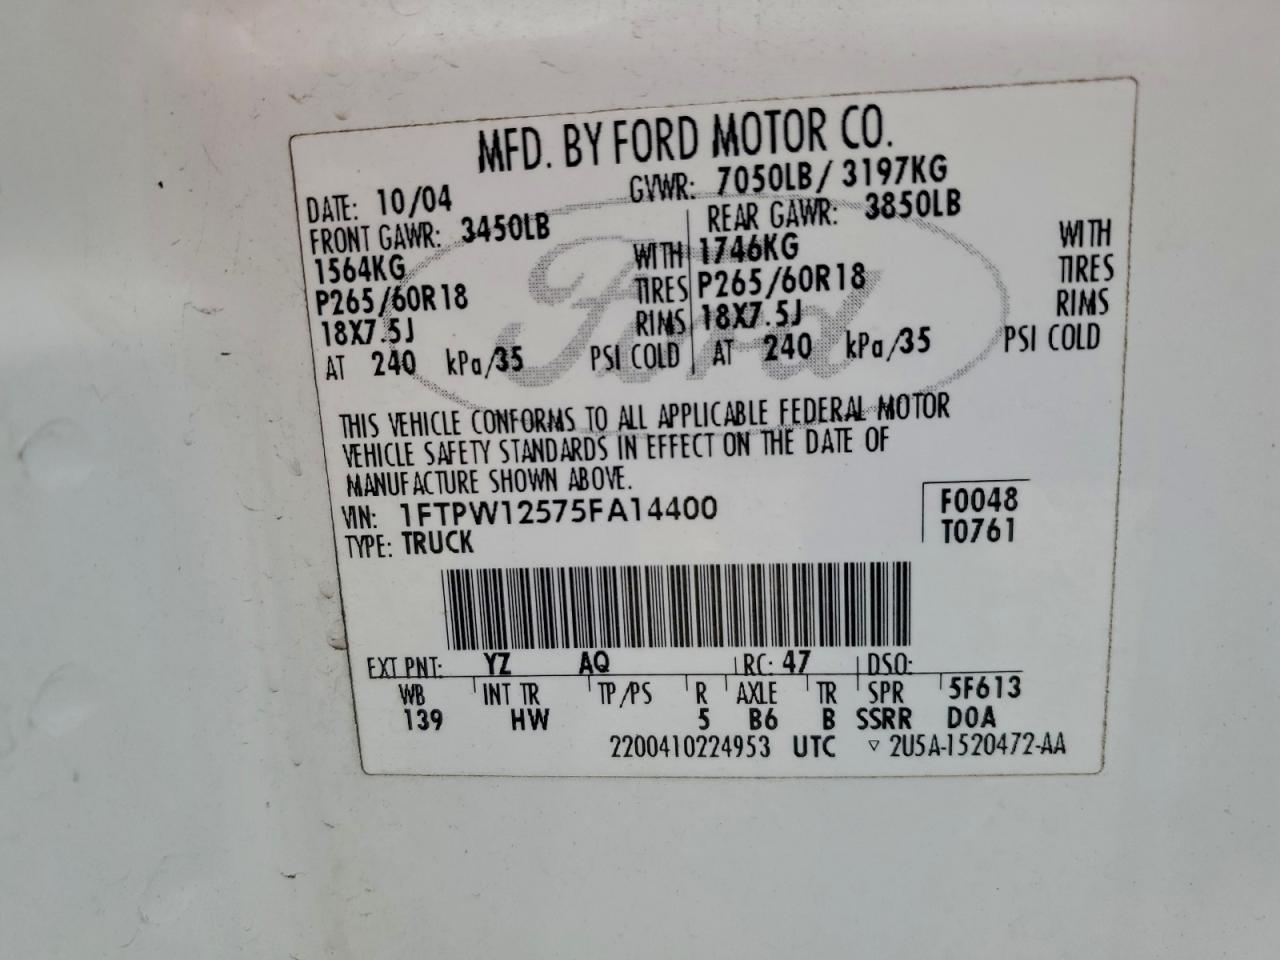 MFD. BY FORD MOTOR CO.
DATE: 10/04 GVWR: 7050LB/ 3197KG
FRONT GAWR: 3450LB REAR GAWR: 3850LB
1564KG WITH 1746KG WITH
P265/60R18 TIRES P265/60R18 TIRES
18X7.5J RIMS 18X7.5J RIMS
AT 240 kPa/35 PSI COLD AT 240 kPa/35 PSI COLD
Ford
THIS VEHICLE CONFORMS TO ALL APPLICABLE FEDERAL MOTOR
VEHICLE SAFETY STANDARDS IN EFFECT ON THE DATE OF
MANUFACTURE SHOWN ABOVE.
VIN: 1FTPW12575FA14400 F0048
TYPE: TRUCK T0761
EXT PNT: YZ AQ RC: 47 DSO:
WB INT TR TP/PS R AXLE TR SPR 5F613
139 HW 5 B6 B SSRR D0A
2200410224953 UTC ▽ 2U5A-1520472-AA